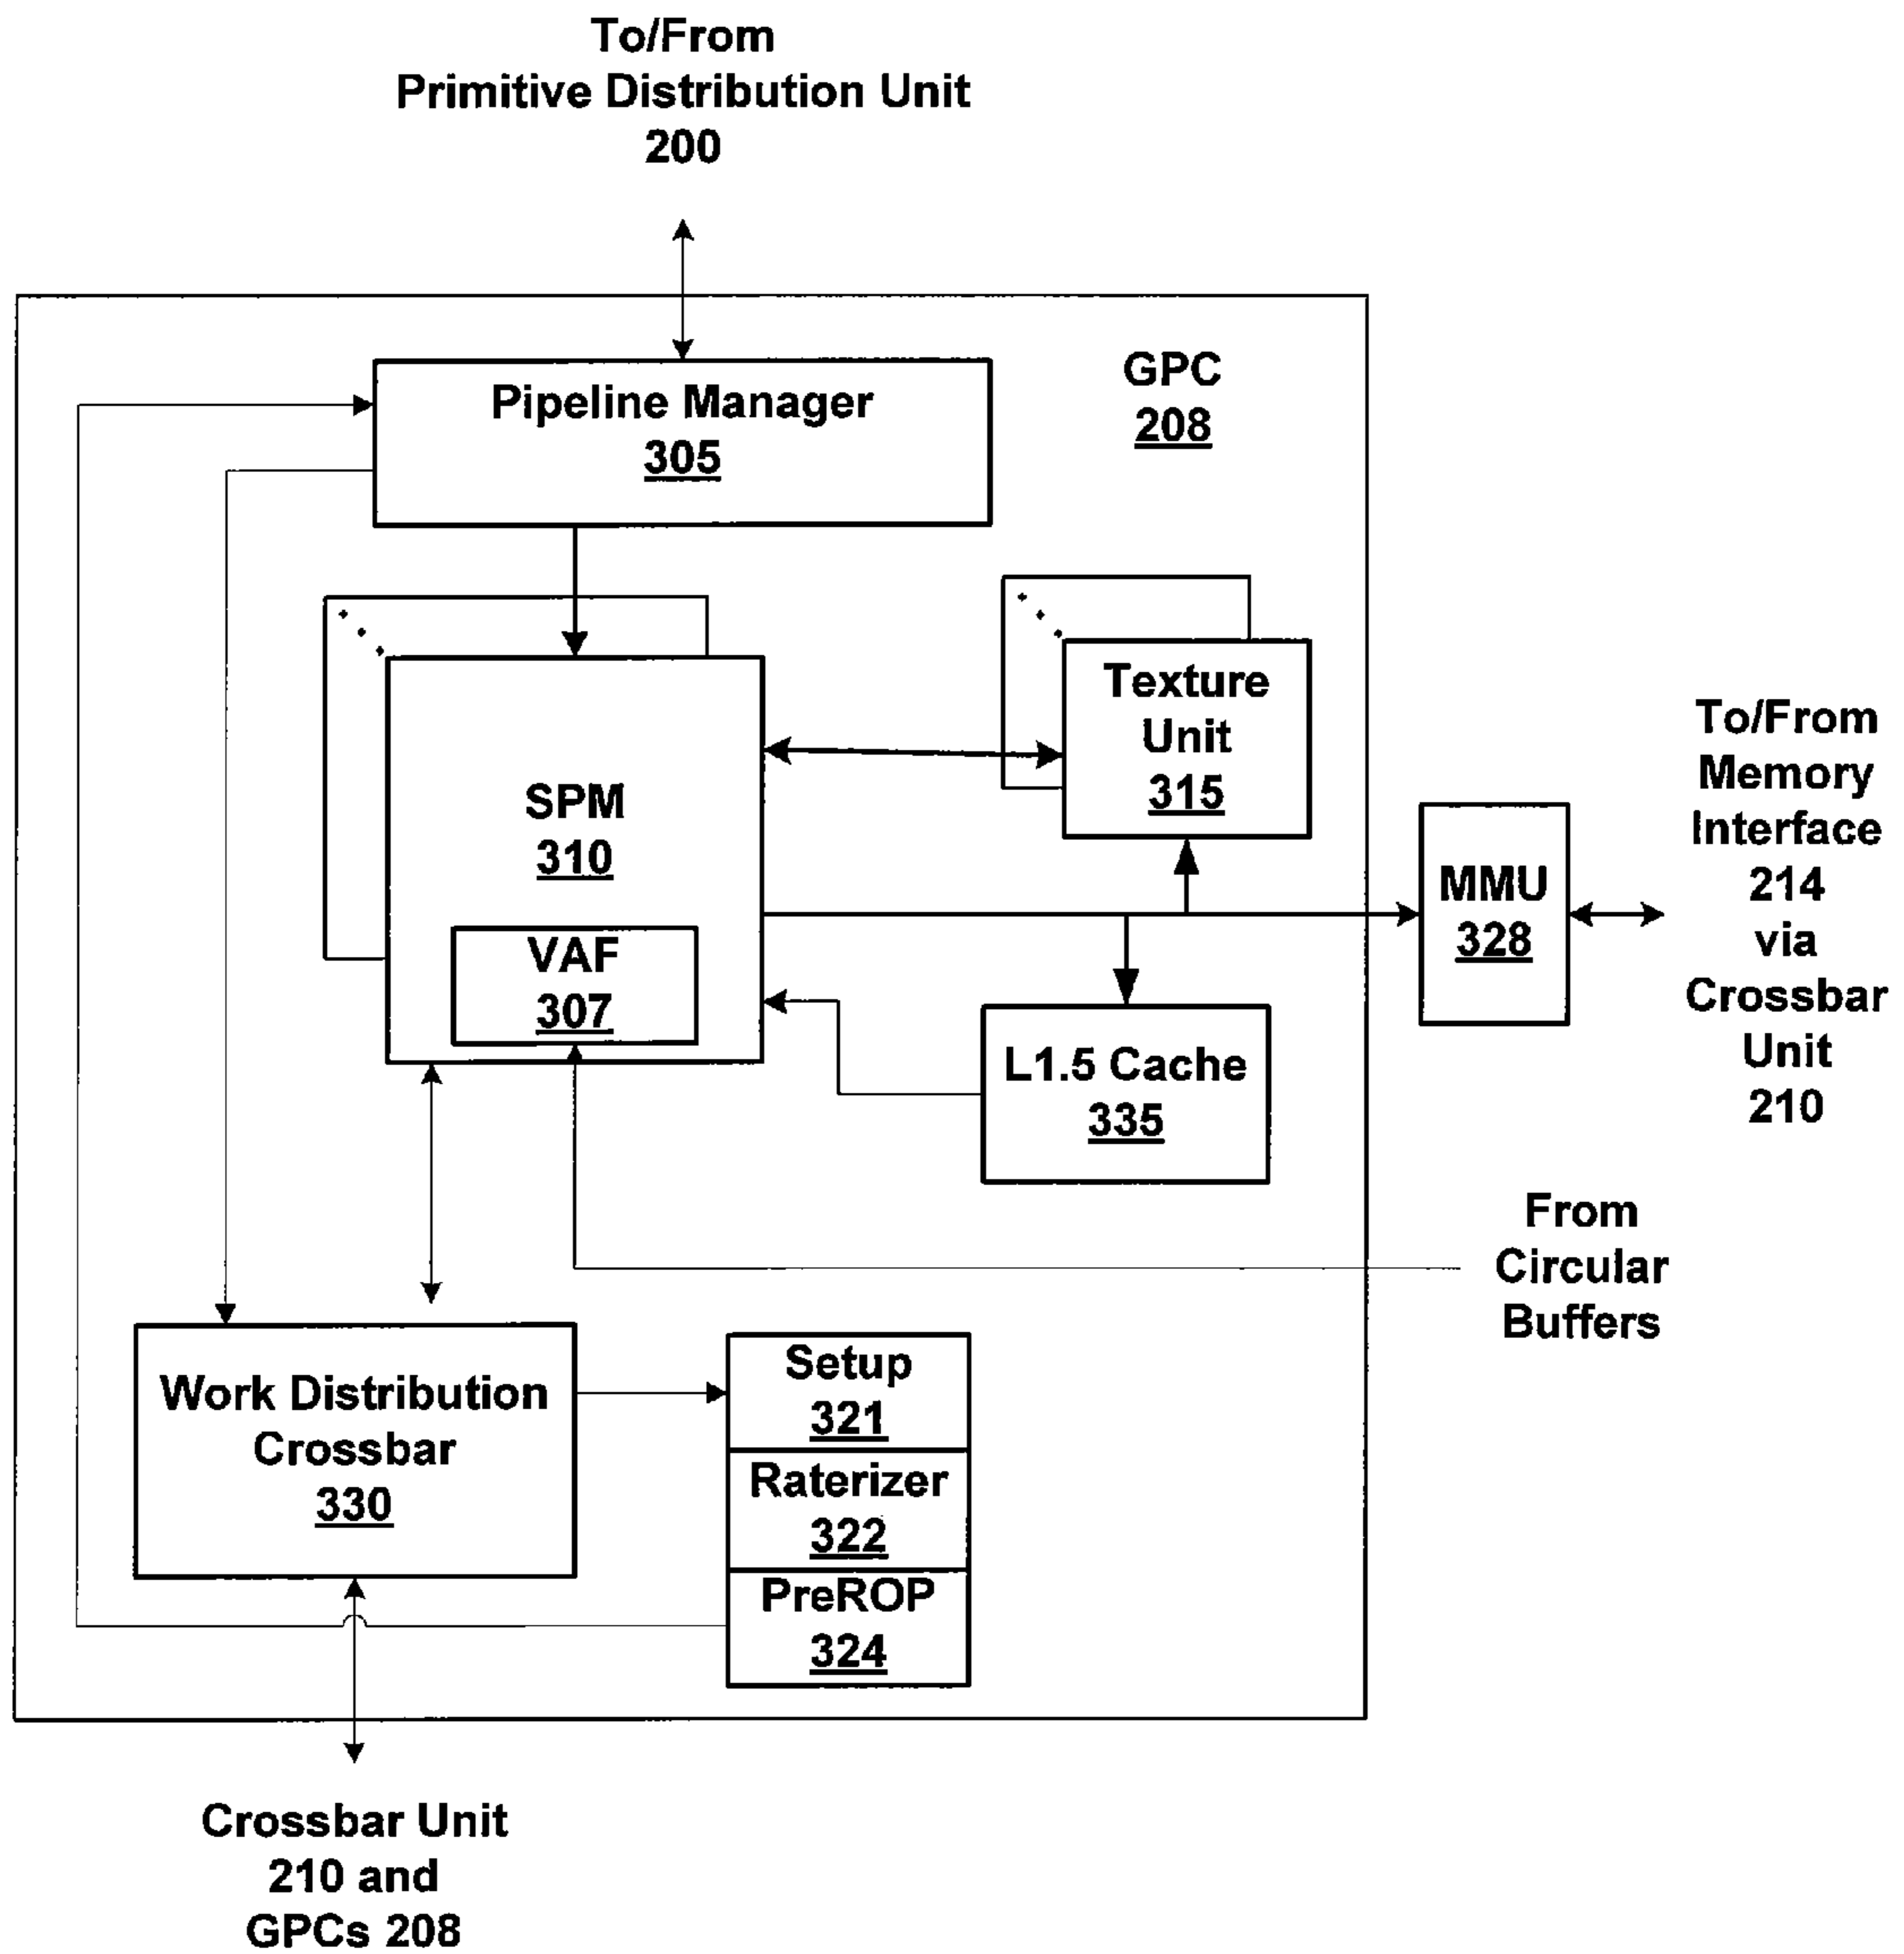 To/From
Primitive Distribution Unit
200
GPC
208
Pipeline Manager
305
Texture
Unit
315
SPM
310
VAF
307
MMU
328
To/From
Memory
Interface
214
via
Crossbar
Unit
210
L1.5 Cache
335
From
Circular
Buffers
Work Distribution
Crossbar
330
Setup
321
Raterizer
322
PreROP
324
Crossbar Unit
210 and
GPCs 208